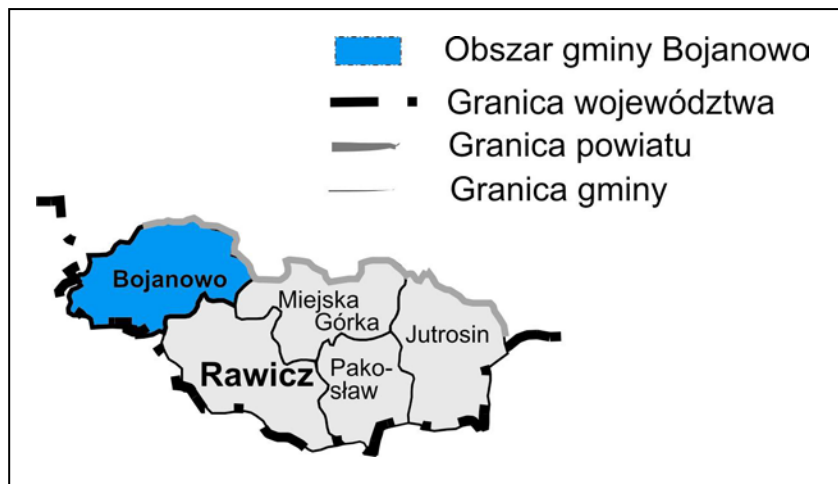 Obszar gminy Bojanowo
Granica województwa
Granica powiatu
Granica gminy
Bojanowo
Miejska
Górka
Jutrosin
Rawicz
Pako-
sław